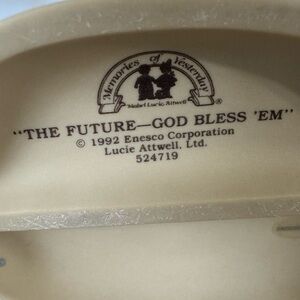 Memories of Yesterday
Mabel Lucie Attwell
®
"THE FUTURE—GOD BLESS 'EM"
© 1992 Enesco Corporation
Lucie Attwell, Ltd.
524719